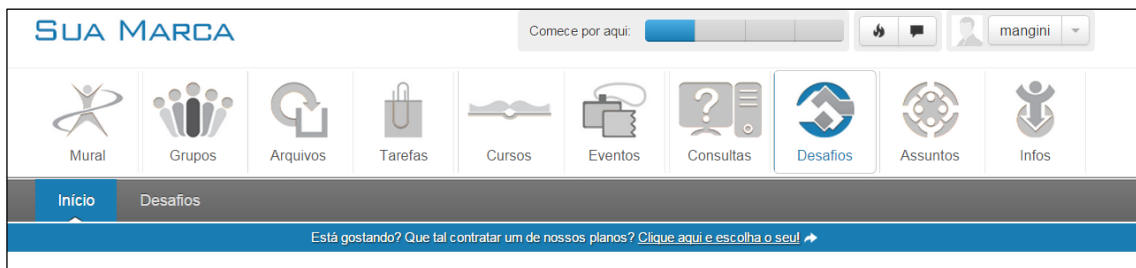 SUA MARCA
Comece por aqui:
mangini
Mural Grupos Arquivos Tarefas Cursos Eventos Consultas Desafios Assuntos Infos
Início Desafios
Está gostando? Que tal contratar um de nossos planos? Clique aqui e escolha o seu!